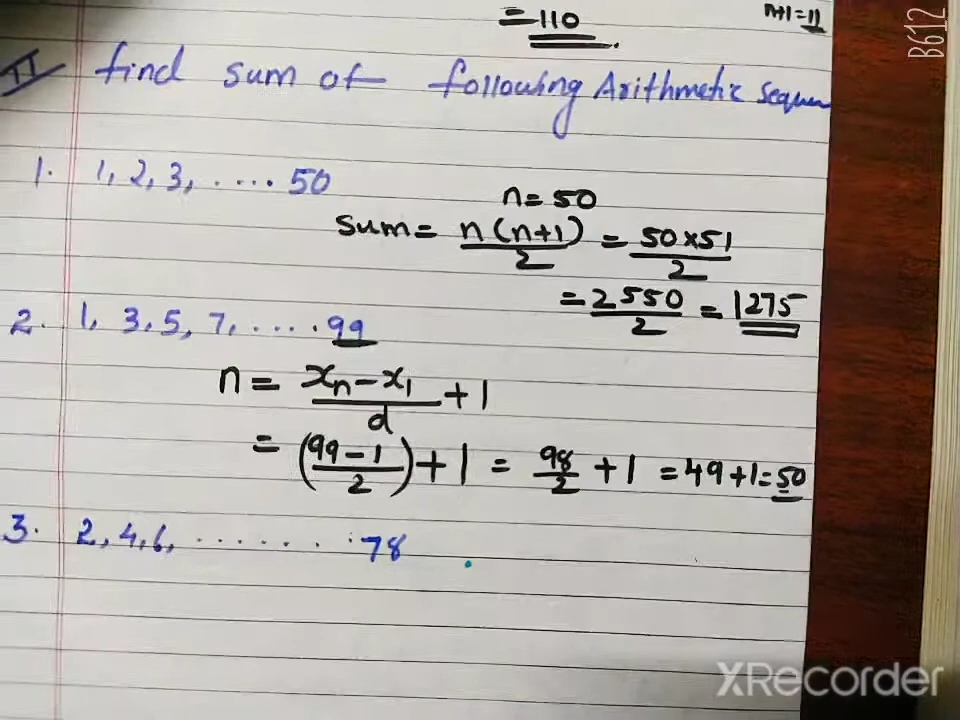 = 110
n+1 = 11
II find sum of following Arithmetic sequen
1. 1, 2, 3, .... 50
n = 50
sum = n(n+1)/2 = 50×51/2
= 2550/2 = 1275
2. 1, 3, 5, 7, ..... 99
n = xₙ - x₁/d + 1
= (99-1/2) + 1 = 98/2 + 1 = 49+1 = 50
3. 2, 4, 6, ....... 78
B612
XRecorder